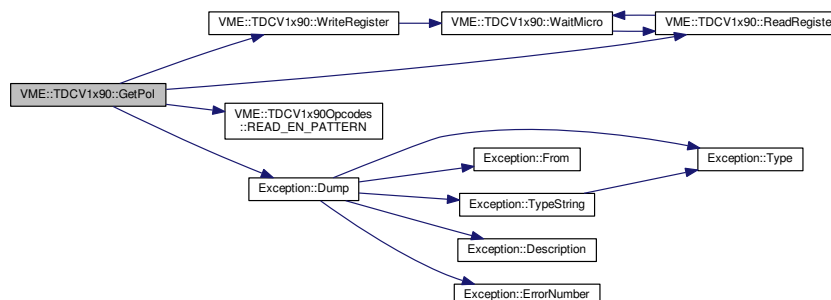 VME::TDCV1x90::WriteRegister
VME::TDCV1x90::WaitMicro
VME::TDCV1x90::ReadRegister
VME::TDCV1x90::GetPol
VME::TDCV1x90Opcodes
::READ_EN_PATTERN
Exception::From
Exception::Type
Exception::Dump
Exception::TypeString
Exception::Description
Exception::ErrorNumber